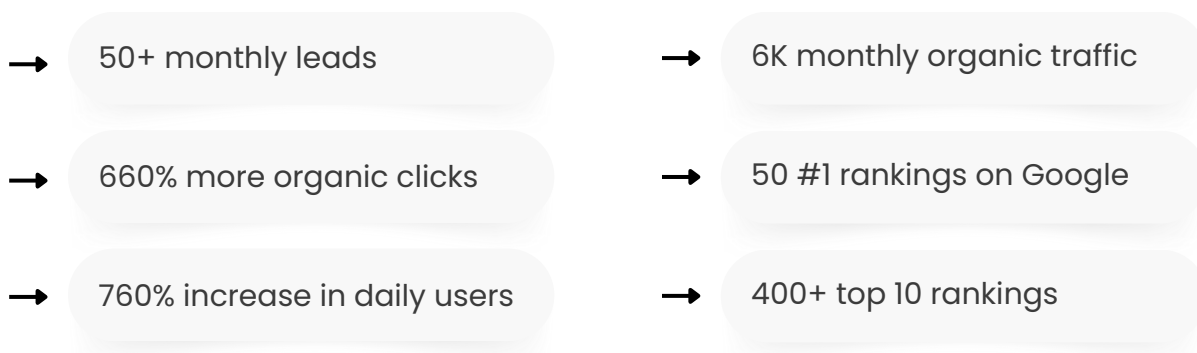 50+ monthly leads
6K monthly organic traffic
660% more organic clicks
50 #1 rankings on Google
760% increase in daily users
400+ top 10 rankings